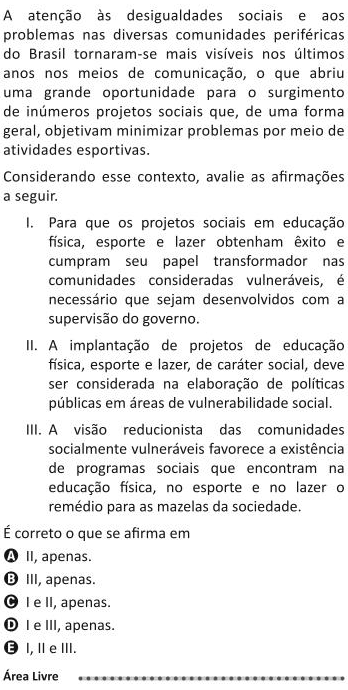 A atenção às desigualdades sociais e aos
problemas nas diversas comunidades periféricas
do Brasil tornaram-se mais visíveis nos últimos
anos nos meios de comunicação, o que abriu
uma grande oportunidade para o surgimento
de inúmeros projetos sociais que, de uma forma
geral, objetivam minimizar problemas por meio de
atividades esportivas.
Considerando esse contexto, avalie as afirmações
a seguir.
I. Para que os projetos sociais em educação
física, esporte e lazer obtenham êxito e
cumpram seu papel transformador nas
comunidades consideradas vulneráveis, é
necessário que sejam desenvolvidos com a
supervisão do governo.
II. A implantação de projetos de educação
física, esporte e lazer, de caráter social, deve
ser considerada na elaboração de políticas
públicas em áreas de vulnerabilidade social.
III. A visão reducionista das comunidades
socialmente vulneráveis favorece a existência
de programas sociais que encontram na
educação física, no esporte e no lazer o
remédio para as mazelas da sociedade.
É correto o que se afirma em
A II, apenas.
B III, apenas.
C I e II, apenas.
D I e III, apenas.
E I, II e III.
Área Livre